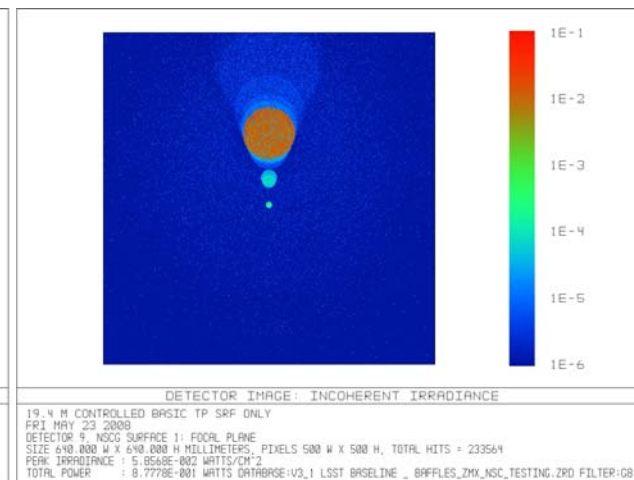 1E-1
1E-2
1E-3
1E-4
1E-5
1E-6
DETECTOR IMAGE: INCOHERENT IRRADIANCE
19.4 M CONTROLLED BASIC TP SRF ONLY
FRI MAY 23 2008
DETECTOR 9, NSCG SURFACE 1: FOCAL PLANE
SIZE 640.000 W X 640.000 H MILLIMETERS, PIXELS 500 W X 500 H, TOTAL HITS = 233564
PEAK IRRADIANCE : 5.8568E-002 WATTS/CM^2
TOTAL POWER : 8.7778E-001 WATTS DATABASE:V3_1 LSST BASELINE _ BAFFLES_ZMX_NSC_TESTING.ZRD FILTER:G8